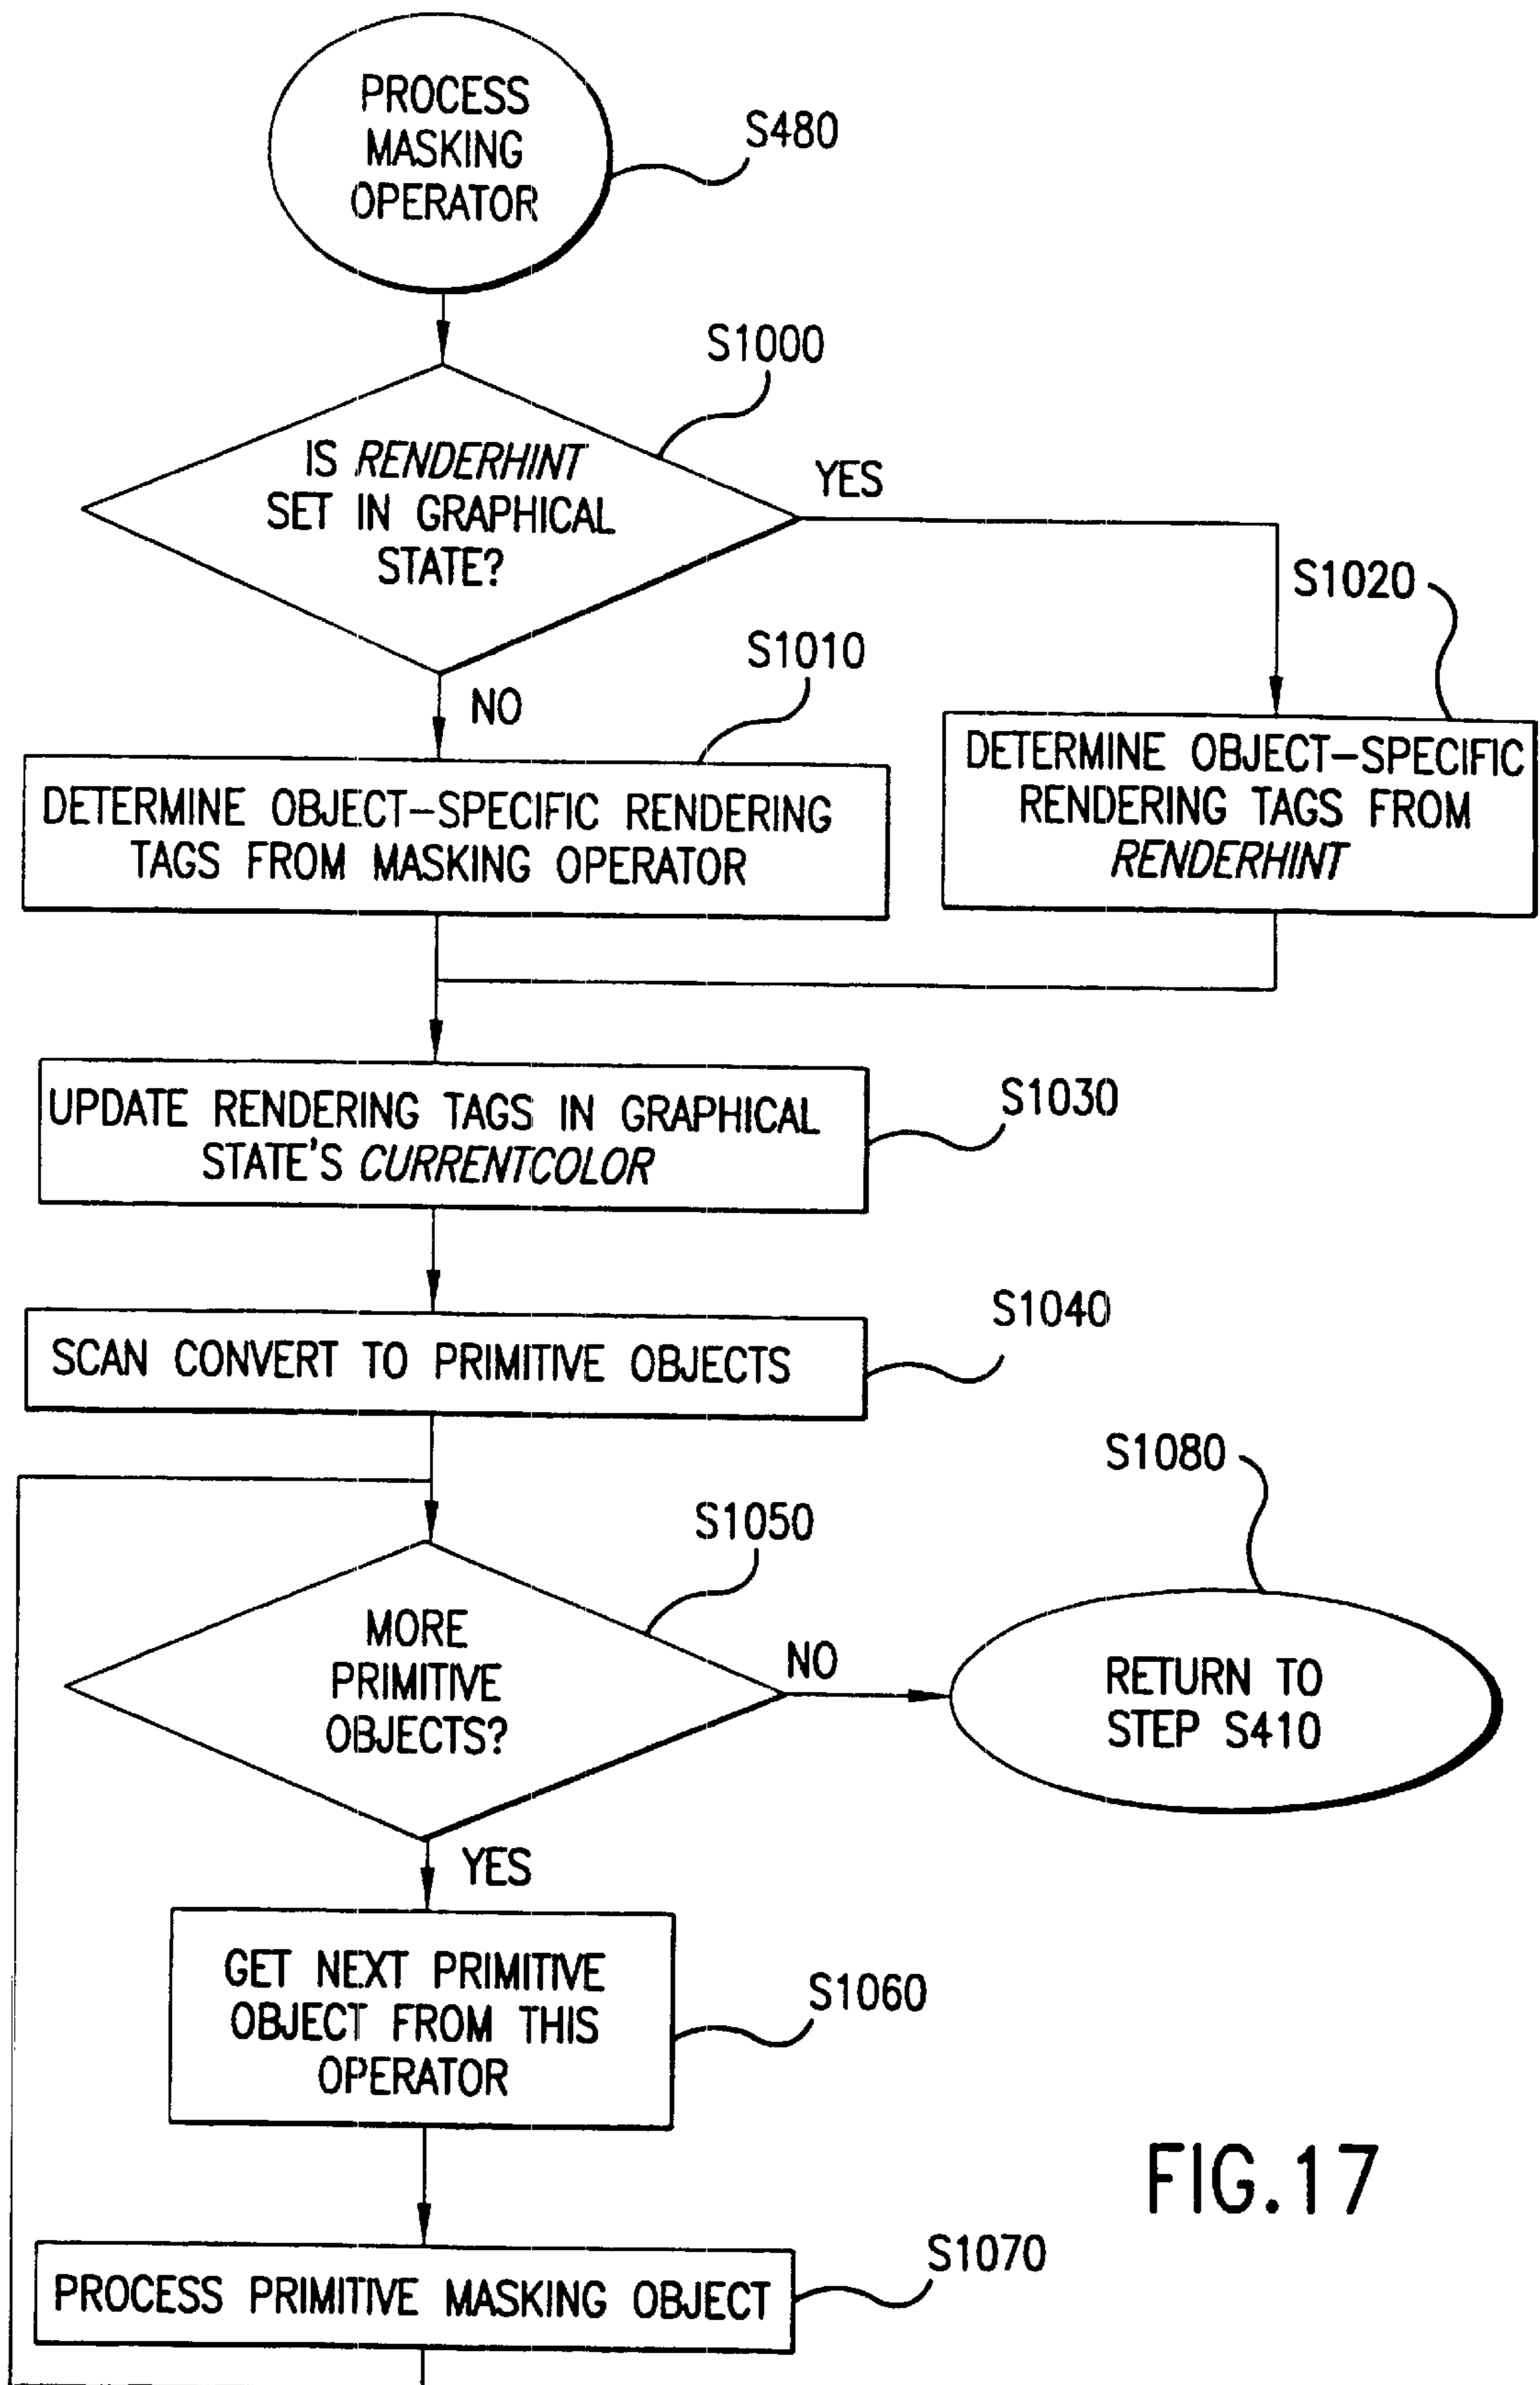 PROCESS
MASKING
OPERATOR
S480
S1000
IS RENDERHINT
SET IN GRAPHICAL
STATE?
YES
S1020
S1010
NO
DETERMINE OBJECT-SPECIFIC
RENDERING TAGS FROM
RENDERHINT
DETERMINE OBJECT-SPECIFIC RENDERING
TAGS FROM MASKING OPERATOR
UPDATE RENDERING TAGS IN GRAPHICAL
STATE'S CURRENTCOLOR
S1030
SCAN CONVERT TO PRIMITIVE OBJECTS
S1040
S1080
S1050
MORE
PRIMITIVE
OBJECTS?
NO
RETURN TO
STEP S410
YES
GET NEXT PRIMITIVE
OBJECT FROM THIS
OPERATOR
S1060
FIG.17
PROCESS PRIMITIVE MASKING OBJECT
S1070